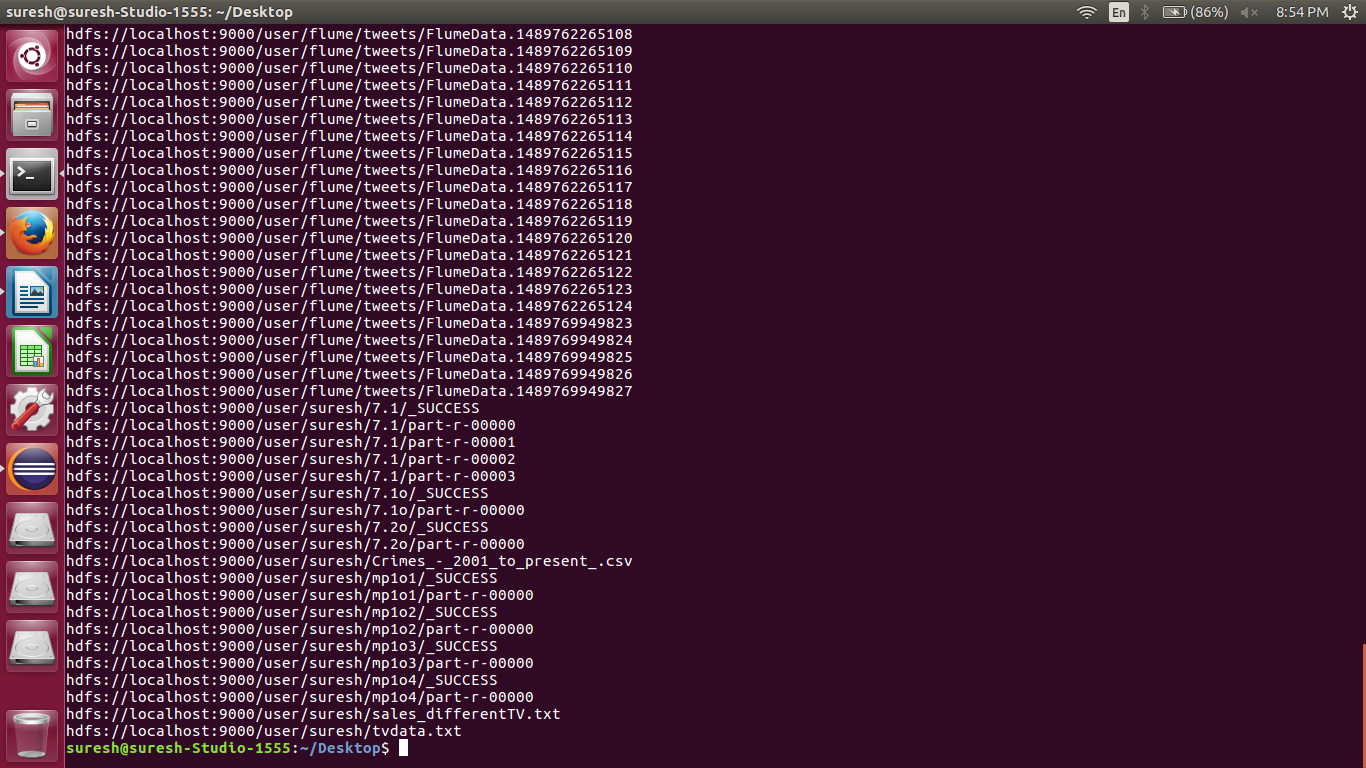 suresh@suresh-Studio-1555: ~/Desktop En (86%) 8:54 PM
hdfs://localhost:9000/user/flume/tweets/FlumeData.1489762265108
hdfs://localhost:9000/user/flume/tweets/FlumeData.1489762265109
hdfs://localhost:9000/user/flume/tweets/FlumeData.1489762265110
hdfs://localhost:9000/user/flume/tweets/FlumeData.1489762265111
hdfs://localhost:9000/user/flume/tweets/FlumeData.1489762265112
hdfs://localhost:9000/user/flume/tweets/FlumeData.1489762265113
hdfs://localhost:9000/user/flume/tweets/FlumeData.1489762265114
hdfs://localhost:9000/user/flume/tweets/FlumeData.1489762265115
hdfs://localhost:9000/user/flume/tweets/FlumeData.1489762265116
hdfs://localhost:9000/user/flume/tweets/FlumeData.1489762265117
hdfs://localhost:9000/user/flume/tweets/FlumeData.1489762265118
hdfs://localhost:9000/user/flume/tweets/FlumeData.1489762265119
hdfs://localhost:9000/user/flume/tweets/FlumeData.1489762265120
hdfs://localhost:9000/user/flume/tweets/FlumeData.1489762265121
hdfs://localhost:9000/user/flume/tweets/FlumeData.1489762265122
hdfs://localhost:9000/user/flume/tweets/FlumeData.1489762265123
hdfs://localhost:9000/user/flume/tweets/FlumeData.1489762265124
hdfs://localhost:9000/user/flume/tweets/FlumeData.1489769949823
hdfs://localhost:9000/user/flume/tweets/FlumeData.1489769949824
hdfs://localhost:9000/user/flume/tweets/FlumeData.1489769949825
hdfs://localhost:9000/user/flume/tweets/FlumeData.1489769949826
hdfs://localhost:9000/user/flume/tweets/FlumeData.1489769949827
hdfs://localhost:9000/user/suresh/7.1/_SUCCESS
hdfs://localhost:9000/user/suresh/7.1/part-r-00000
hdfs://localhost:9000/user/suresh/7.1/part-r-00001
hdfs://localhost:9000/user/suresh/7.1/part-r-00002
hdfs://localhost:9000/user/suresh/7.1/part-r-00003
hdfs://localhost:9000/user/suresh/7.1o/_SUCCESS
hdfs://localhost:9000/user/suresh/7.1o/part-r-00000
hdfs://localhost:9000/user/suresh/7.2o/_SUCCESS
hdfs://localhost:9000/user/suresh/7.2o/part-r-00000
hdfs://localhost:9000/user/suresh/Crimes_-_2001_to_present_.csv
hdfs://localhost:9000/user/suresh/mp1o1/_SUCCESS
hdfs://localhost:9000/user/suresh/mp1o1/part-r-00000
hdfs://localhost:9000/user/suresh/mp1o2/_SUCCESS
hdfs://localhost:9000/user/suresh/mp1o2/part-r-00000
hdfs://localhost:9000/user/suresh/mp1o3/_SUCCESS
hdfs://localhost:9000/user/suresh/mp1o3/part-r-00000
hdfs://localhost:9000/user/suresh/mp1o4/_SUCCESS
hdfs://localhost:9000/user/suresh/mp1o4/part-r-00000
hdfs://localhost:9000/user/suresh/sales_differentTV.txt
hdfs://localhost:9000/user/suresh/tvdata.txt
suresh@suresh-Studio-1555:~/Desktop$